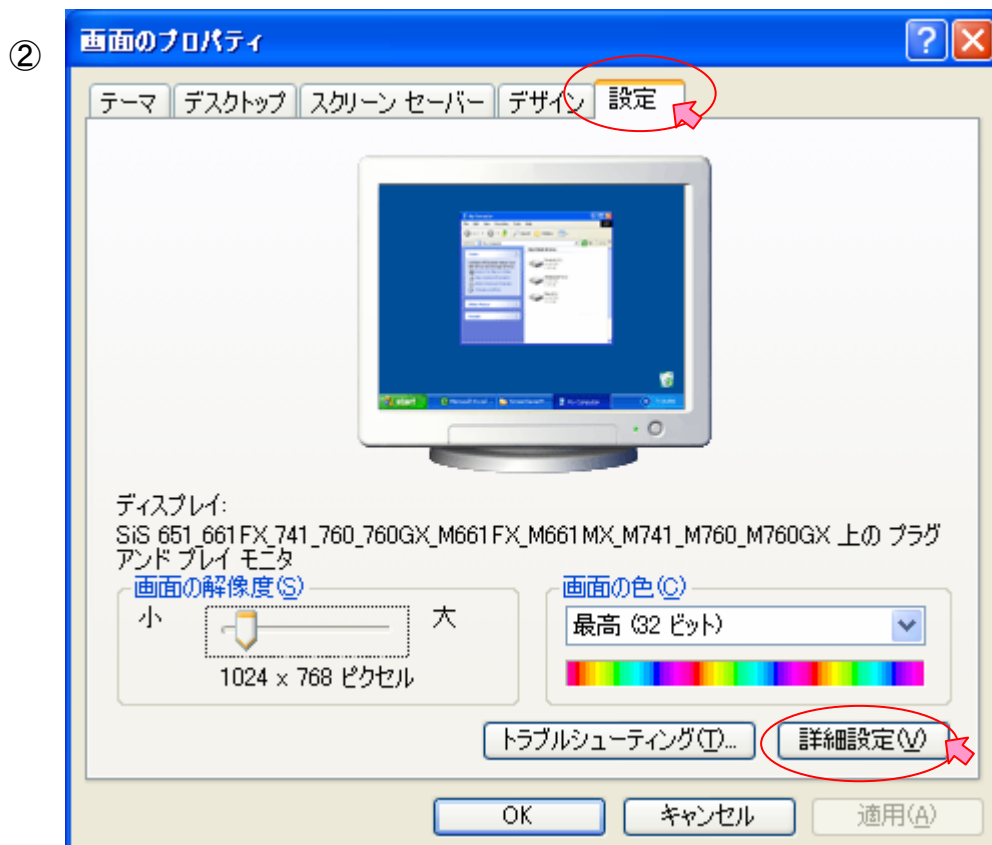 ②
画面のプロパティ
テーマ デスクトップ スクリーン セーバー デザイン 設定
start
ディスプレイ:
SiS 651_661FX_741_760_760GX_M661FX_M661MX_M741_M760_M760GX 上の プラグ
アンド プレイ モニタ
画面の解像度(S) 画面の色(C)
小 大 最高 (32 ビット)
1024 x 768 ピクセル
トラブルシューティング(T)... 詳細設定(V)
OK キャンセル 適用(A)